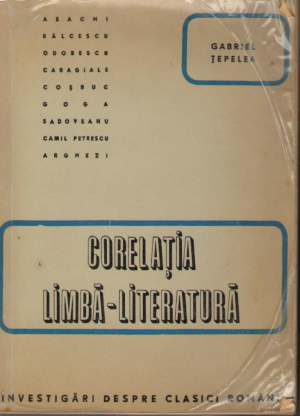 ASACHI
BĂLCESCU
ODOBESCU
CARAGIALE
COȘBUC
GOGA
SADOVEANU
CAMIL PETRESCU
ARGHEZI
GABRIEL
ȚEPELEA
CORELAȚIA
LIMBĂ-LITERATURĂ
INVESTIGĂRI DESPRE CLASICI ROMÂNI